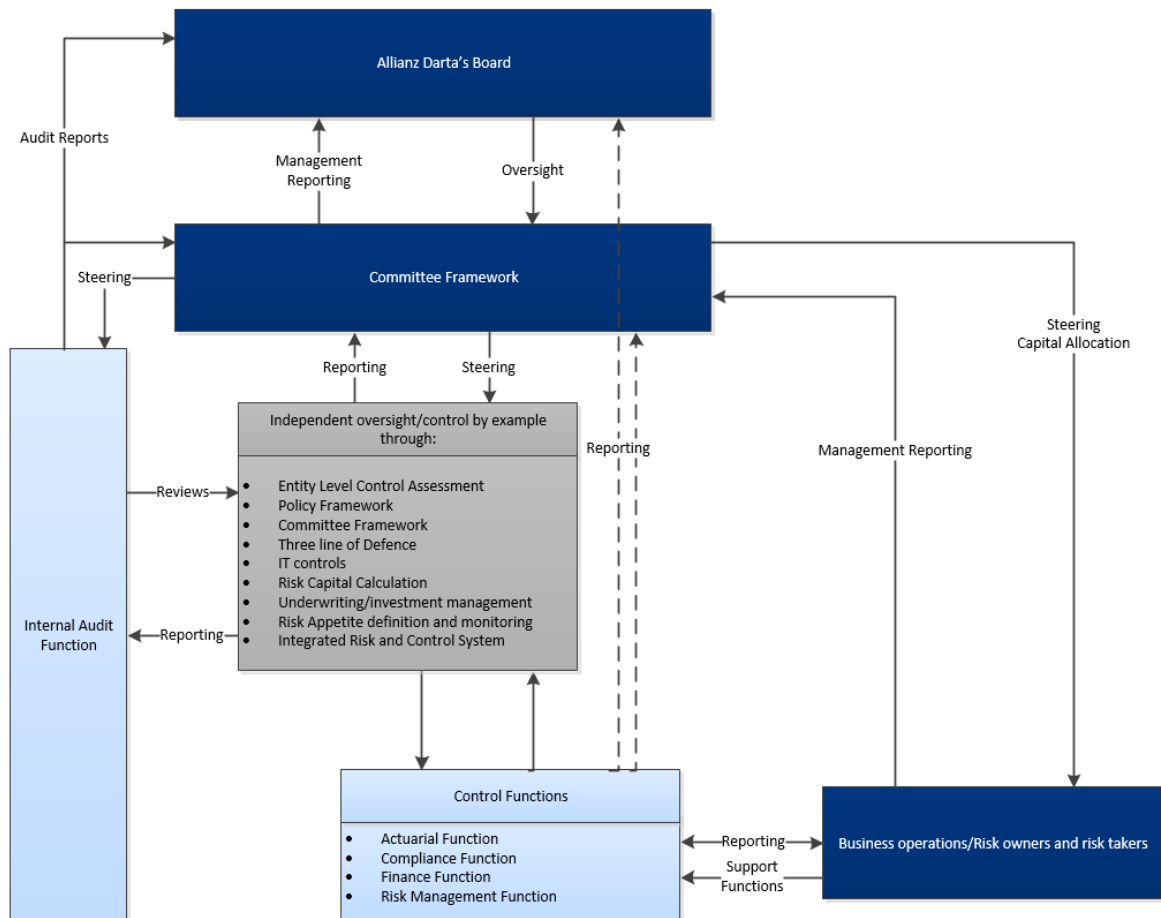 Allianz Darta's Board
Audit Reports
Management
Reporting
Oversight
Committee Framework
Steering
Steering
Capital Allocation
Reporting
Steering
Independent oversight/control by example
through:
Reporting
Management Reporting
• Entity Level Control Assessment
• Policy Framework
• Committee Framework
• Three line of Defence
• IT controls
• Risk Capital Calculation
• Underwriting/investment management
• Risk Appetite definition and monitoring
• Integrated Risk and Control System
Reviews
Reporting
Internal Audit
Function
Control Functions
• Actuarial Function
• Compliance Function
• Finance Function
• Risk Management Function
Reporting
Support
Functions
Business operations/Risk owners and risk takers